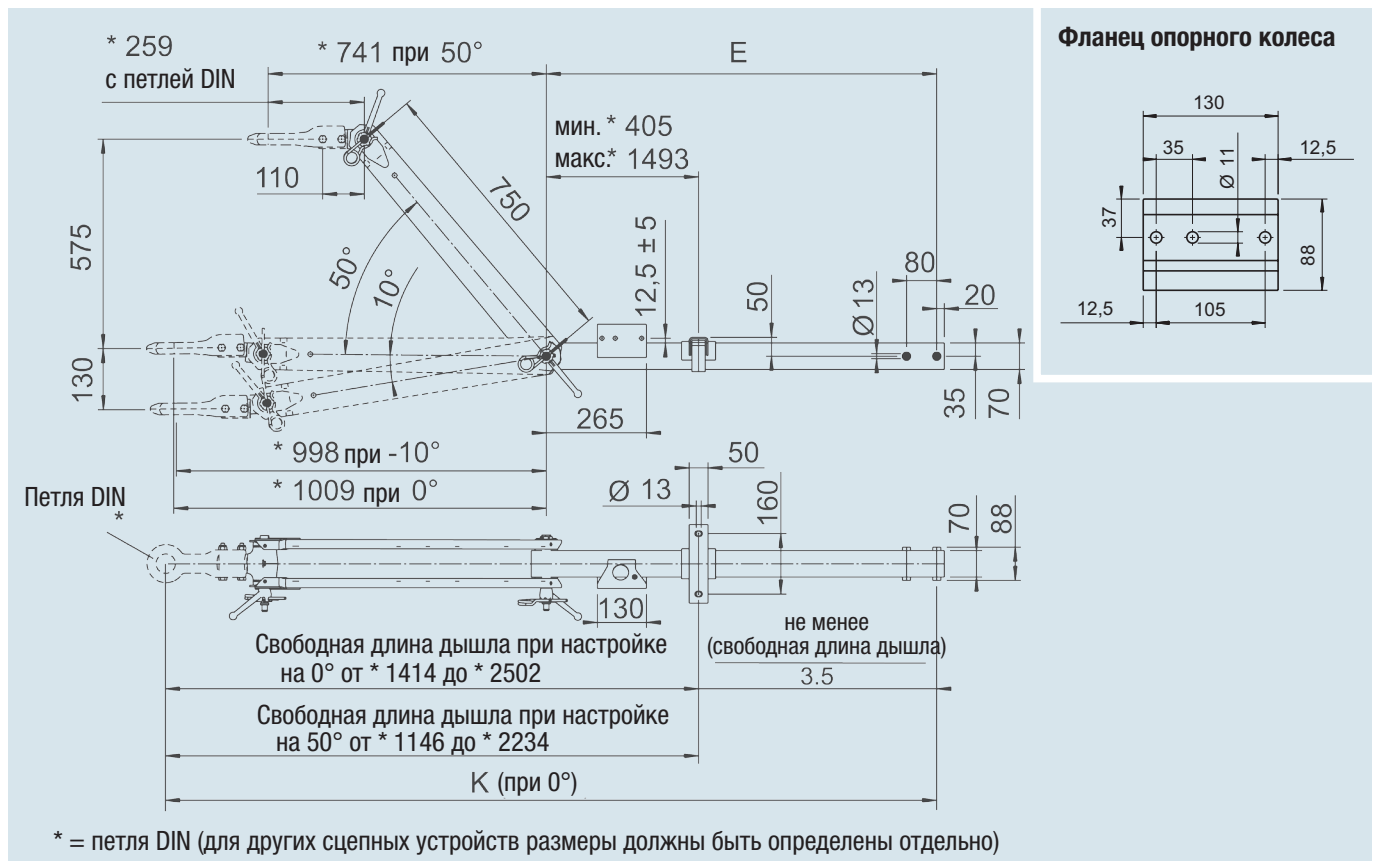 * 259
с петлей DIN
* 741 при 50°
E
мин. * 405
макс.* 1493
110
750
575
50°
10°
12,5 ± 5
50
Ø 13
80
20
130
35
70
265
* 998 при -10°
* 1009 при 0°
50
Ø 13
160
70
88
Петля DIN
*
130
Свободная длина дышла при настройке
на 0° от * 1414 до * 2502
не менее
(свободная длина дышла)
3.5
Свободная длина дышла при настройке
на 50° от * 1146 до * 2234
K (при 0°)
* = петля DIN (для других сцепных устройств размеры должны быть определены отдельно)
Фланец опорного колеса
130
35
Ø 11
12,5
37
88
12,5
105